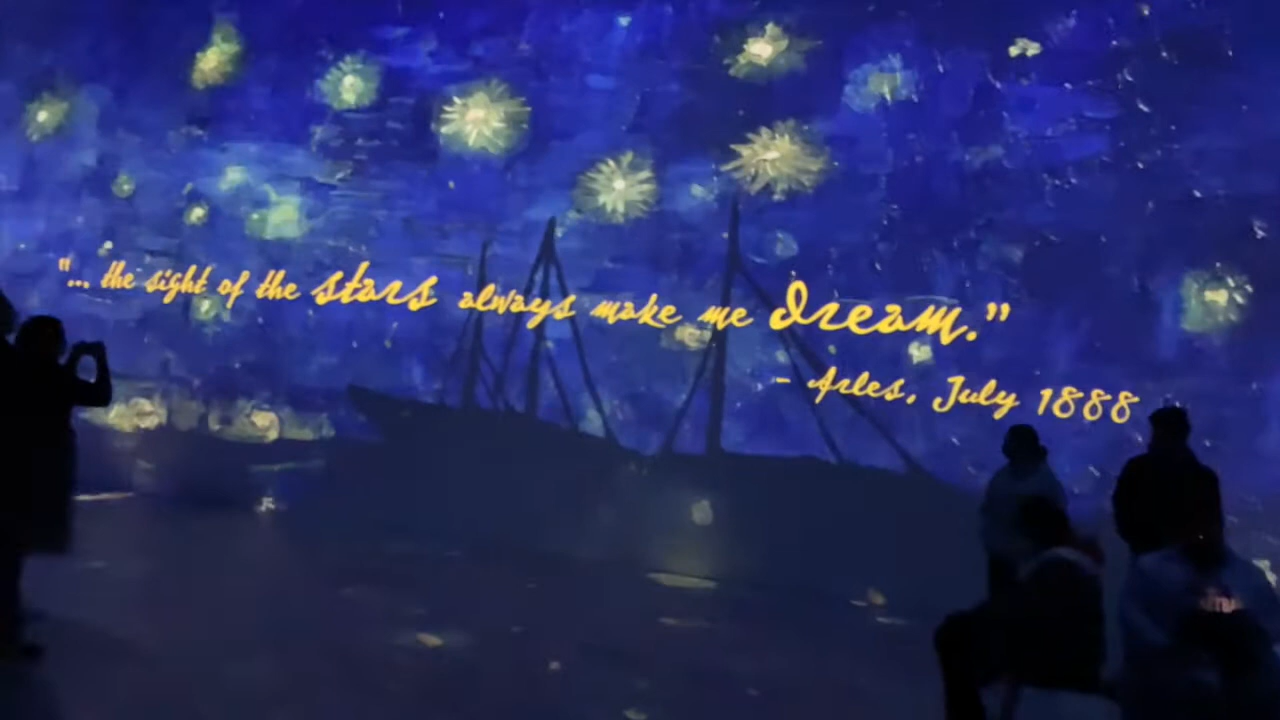 "... the sight of the stars always make me dream."
- Arles, July 1888